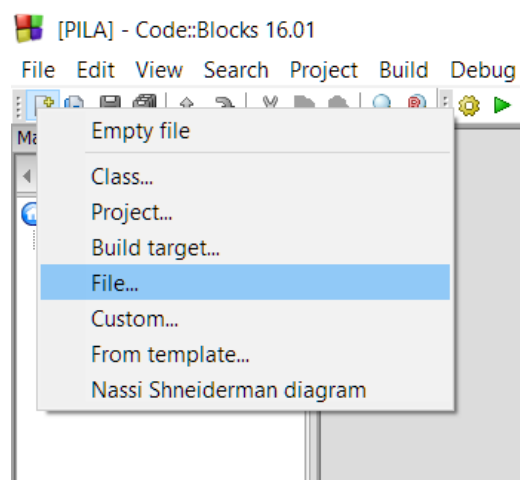 [PILA] - Code::Blocks 16.01
File Edit View Search Project Build Debug
Empty file
Class...
Project...
Build target...
File...
Custom...
From template...
Nassi Shneiderman diagram